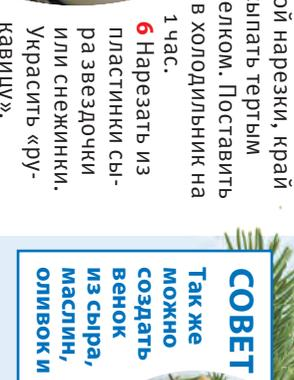 ой нарезки, край
ыпать тертым
елком. Поставить
в холодильник на
1 час.
6 Нарезать из
пластинки сы-
ра звездочки
или снежинки.
Украсить «ру-
кавицу».
СОВЕТ
Так же
можно
создать
венок
из сыра,
маслин,
оливок и